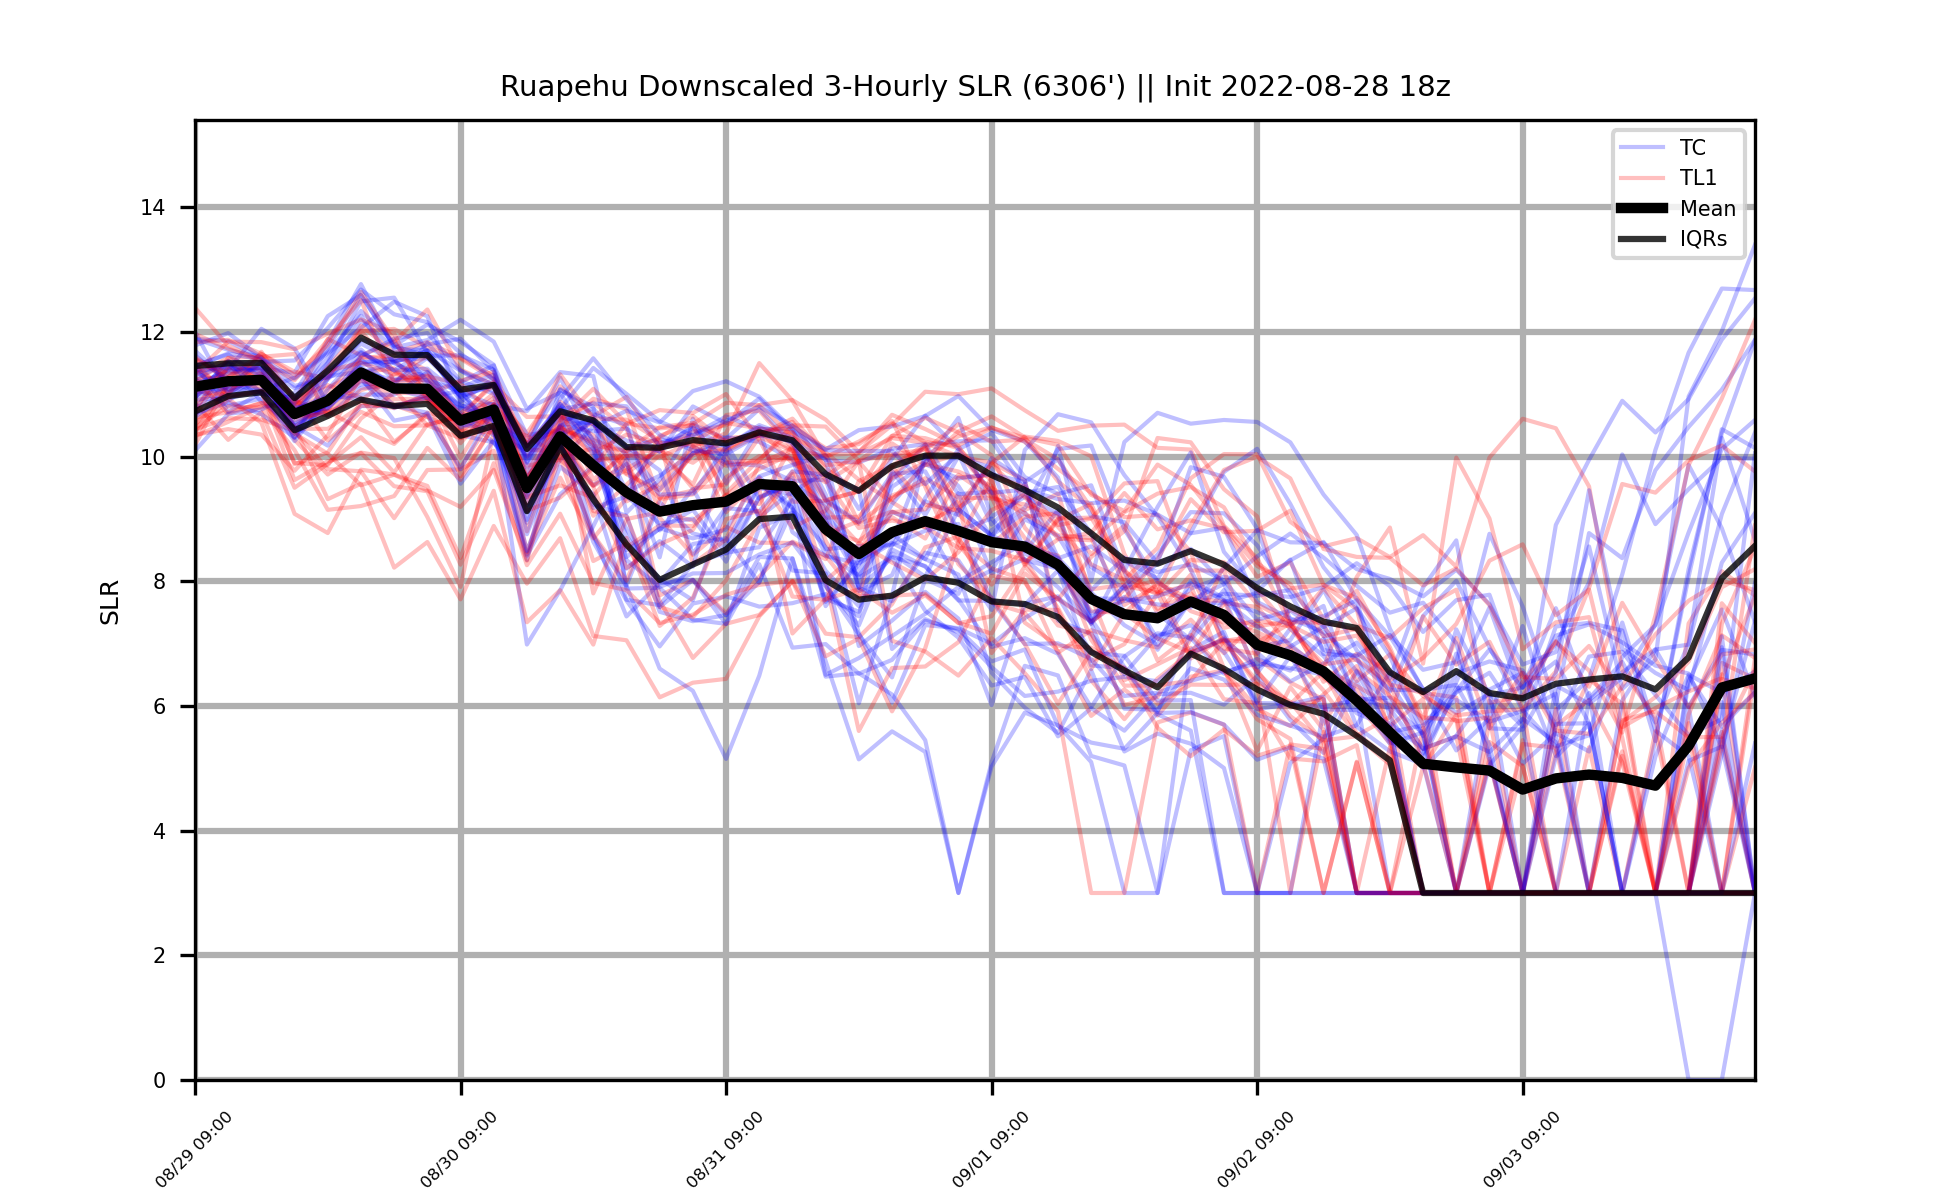 Ruapehu Downscaled 3-Hourly SLR (6306') || Init 2022-08-28 18z
TC
TL1
Mean
IQRs
SLR
14
12
10
8
6
4
2
0
08/29 09:00
08/30 09:00
08/31 09:00
09/01 09:00
09/02 09:00
09/03 09:00